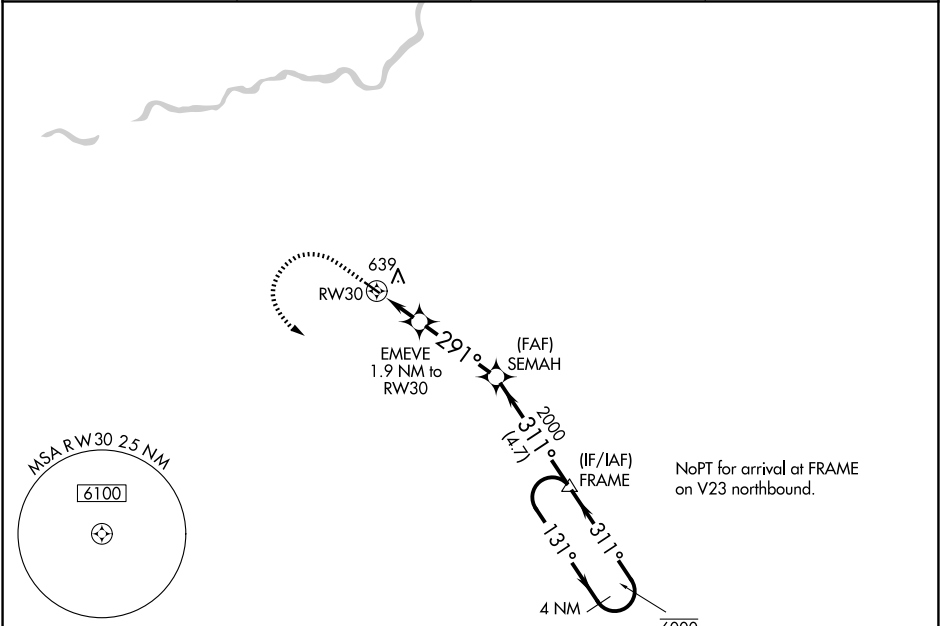 639
RW30
EMEVE
1.9 NM to
RW30
291°
(FAF)
SEMAH
2000
311°
(4.7)
(IF/IAF)
FRAME
NoPT for arrival at FRAME
on V23 northbound.
131°
311°
4 NM
MSA RW30 25 NM
6100